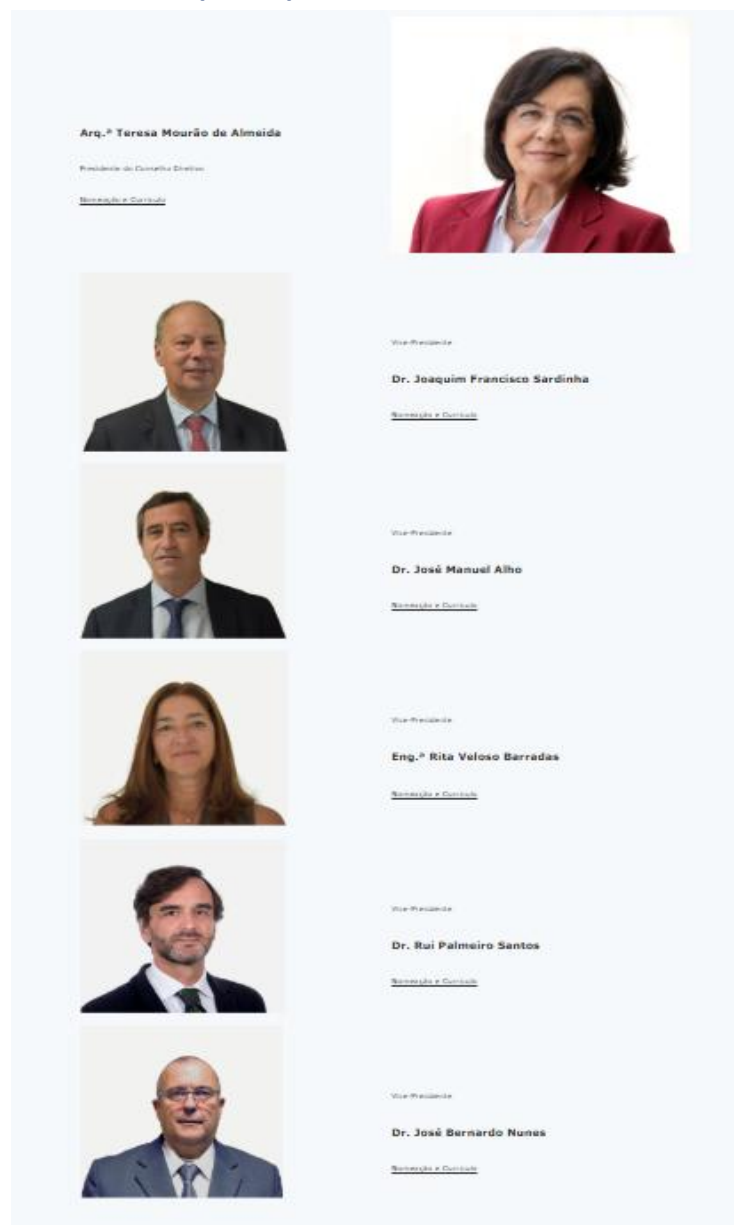 Arq.ª Teresa Mourão de Almeida
Presidente do Conselho Diretivo
Nomeação e Currículo
Vice-Presidente
Dr. Joaquim Francisco Sardinha
Nomeação e Currículo
Vice-Presidente
Dr. José Manuel Alho
Nomeação e Currículo
Vice-Presidente
Eng.ª Rita Veloso Barradas
Nomeação e Currículo
Vice-Presidente
Dr. Rui Palmeiro Santos
Nomeação e Currículo
Vice-Presidente
Dr. José Bernardo Nunes
Nomeação e Currículo